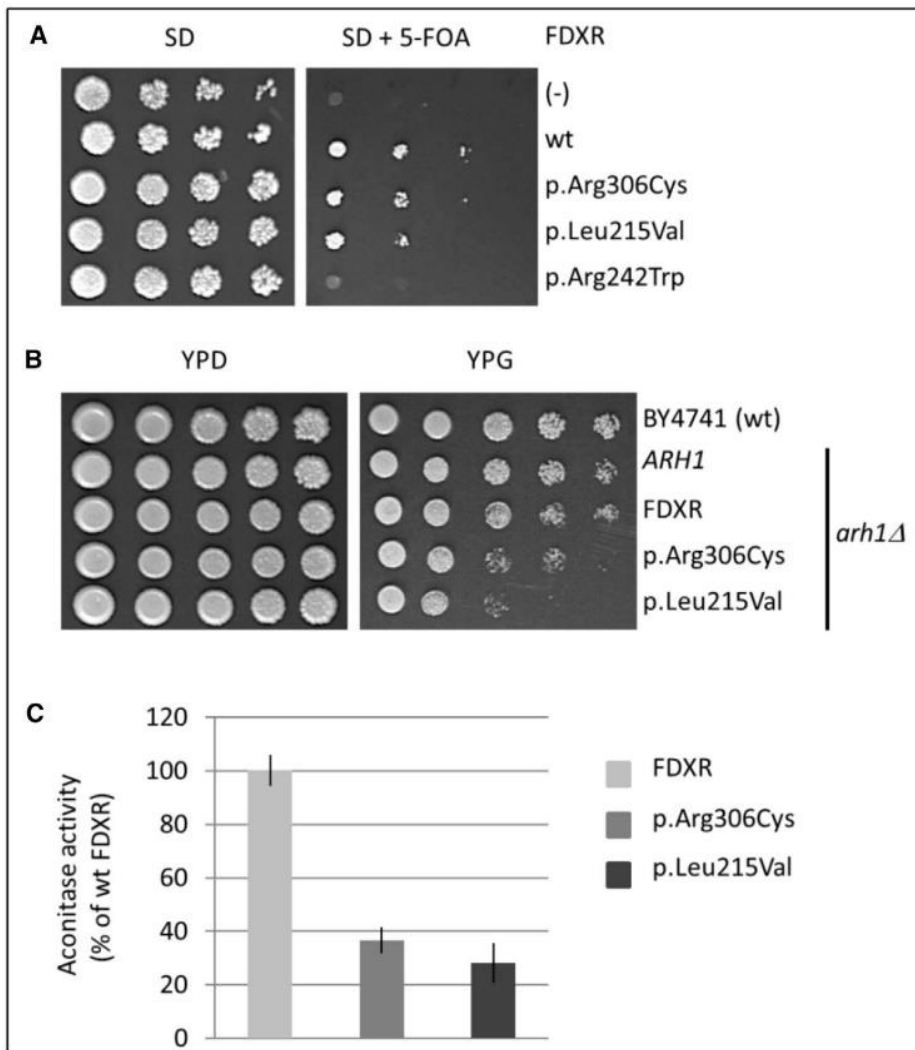 A
SD
SD + 5-FOA
FDXR
(-)
wt
p.Arg306Cys
p.Leu215Val
p.Arg242Trp
B
YPD
YPG
BY4741 (wt)
ARH1
FDXR
p.Arg306Cys
p.Leu215Val
arh1Δ
C
Aconitase activity
(% of wt FDXR)
120
100
80
60
40
20
0
FDXR
p.Arg306Cys
p.Leu215Val